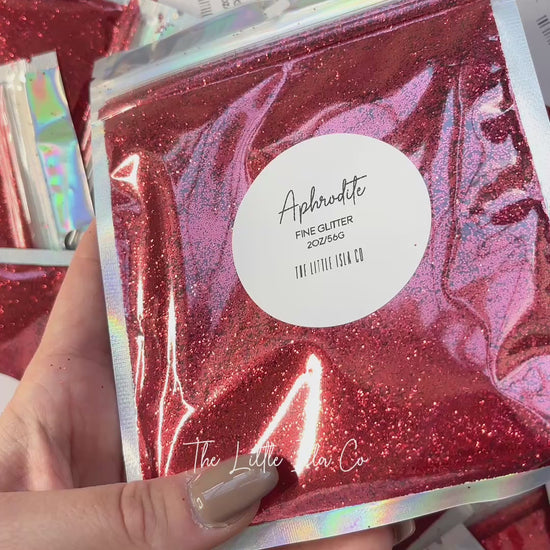 Aphrodite
FINE GLITTER
2OZ/56G
THE LITTLE ISLA CO
The Little Isla Co